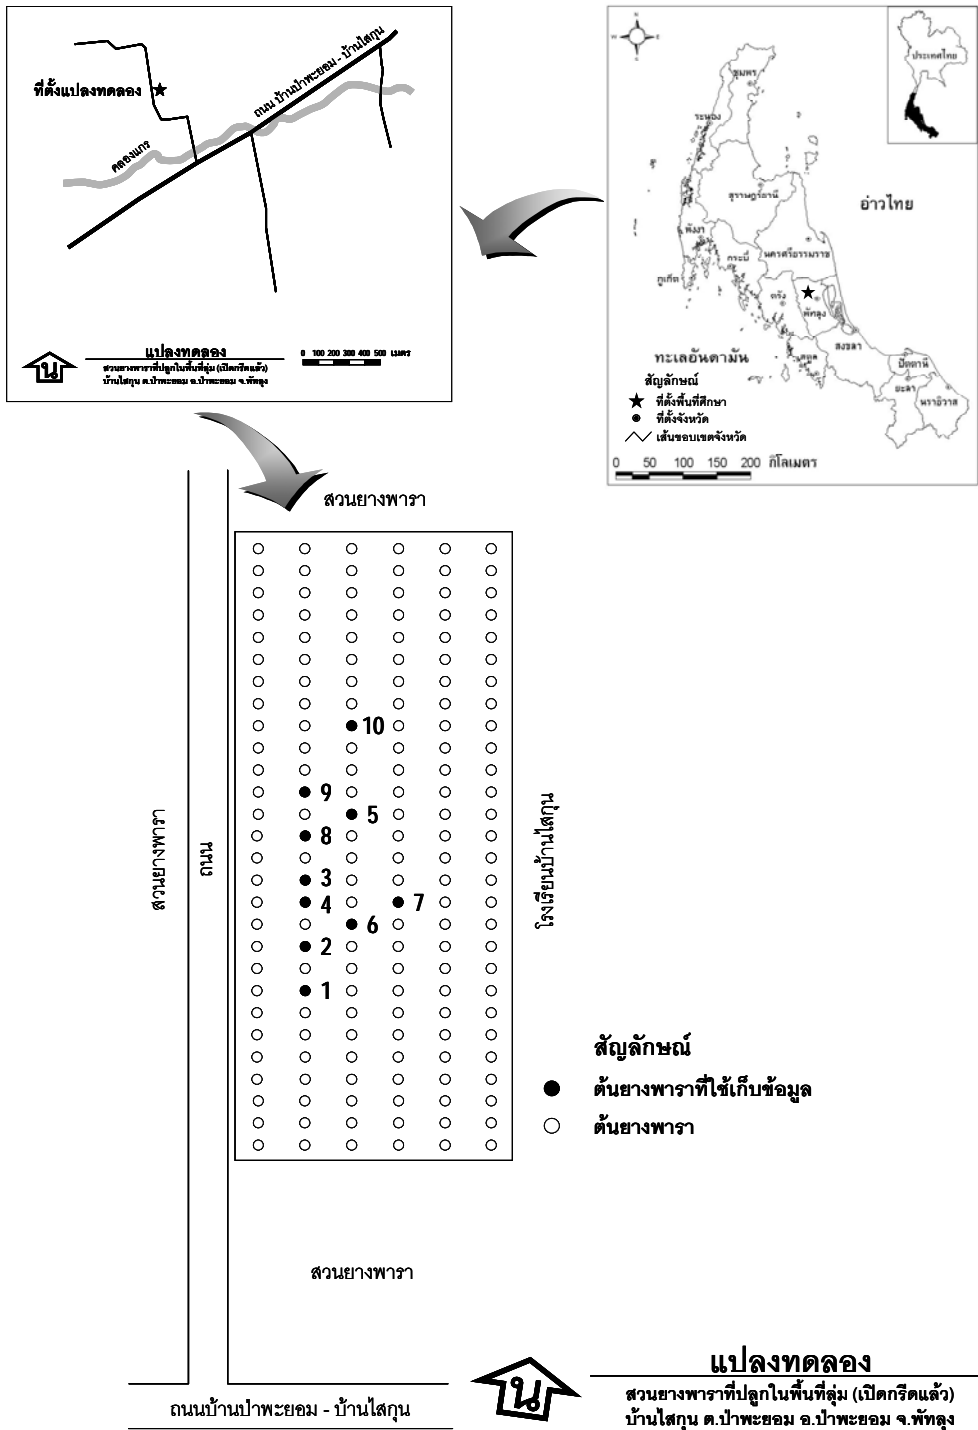 ที่ตั้งแปลงทดลอง
ถนน บ้านป่าพะยอม - บ้านไสกุน
คลองแกร
น
แปลงทดลอง
สวนยางพาราที่ปลูกในพื้นที่ลุ่ม (เปิดกรีดแล้ว)
บ้านไสกุน ต.ป่าพะยอม อ.ป่าพะยอม จ.พัทลุง
0 100 200 300 400 500 เมตร
N
W E
S
ประเทศไทย
ชุมพร
ระนอง
สุราษฎร์ธานี
อ่าวไทย
พังงา
นครศรีธรรมราช
กระบี่
ภูเก็ต
ตรัง
พัทลุง
สงขลา
ทะเลอันดามัน
สตูล
ปัตตานี
ยะลา
นราธิวาส
สัญลักษณ์
ที่ตั้งพื้นที่ศึกษา
ที่ตั้งจังหวัด
เส้นขอบเขตจังหวัด
0 50 100 150 200 กิโลเมตร
สวนยางพารา
10
9
5
8
3
4
7
6
2
1
สวนยางพารา
ถนน
โรงเรียนบ้านไสกุน
สัญลักษณ์
ต้นยางพาราที่ใช้เก็บข้อมูล
ต้นยางพารา
สวนยางพารา
ถนนบ้านป่าพะยอม - บ้านไสกุน
น
แปลงทดลอง
สวนยางพาราที่ปลูกในพื้นที่ลุ่ม (เปิดกรีดแล้ว)
บ้านไสกุน ต.ป่าพะยอม อ.ป่าพะยอม จ.พัทลุง